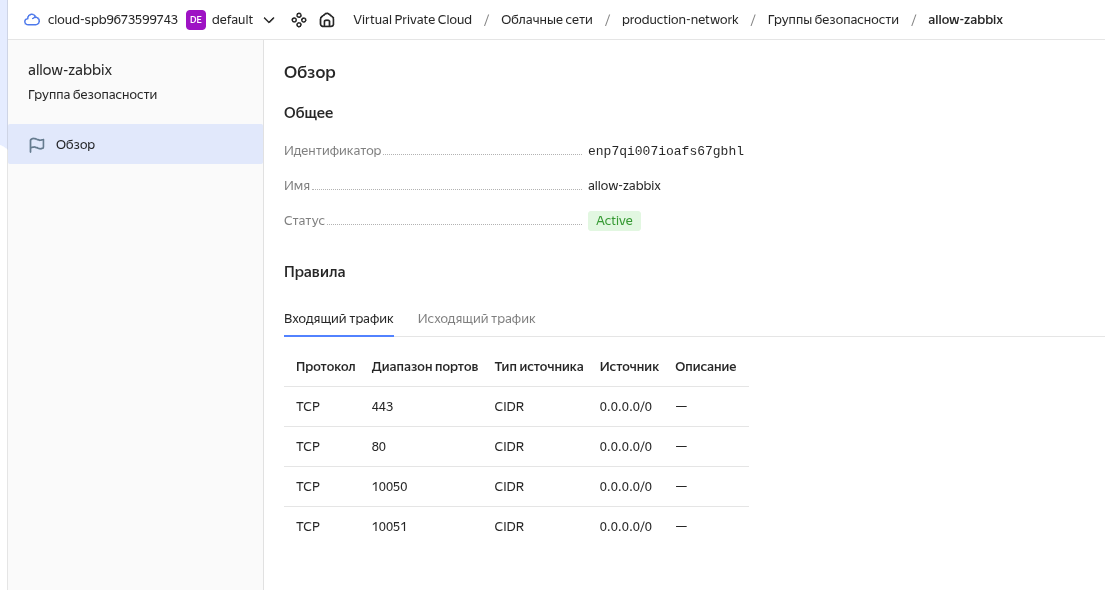 cloud-spb9673599743 DE default Virtual Private Cloud / Облачные сети / production-network / Группы безопасности / allow-zabbix
allow-zabbix
Группа безопасности
Обзор
Обзор
Общее
Идентификатор enp7qi007ioafs67gbhl
Имя allow-zabbix
Статус Active
Правила
Входящий трафик Исходящий трафик
Протокол Диапазон портов Тип источника Источник Описание
TCP 443 CIDR 0.0.0.0/0 —
TCP 80 CIDR 0.0.0.0/0 —
TCP 10050 CIDR 0.0.0.0/0 —
TCP 10051 CIDR 0.0.0.0/0 —